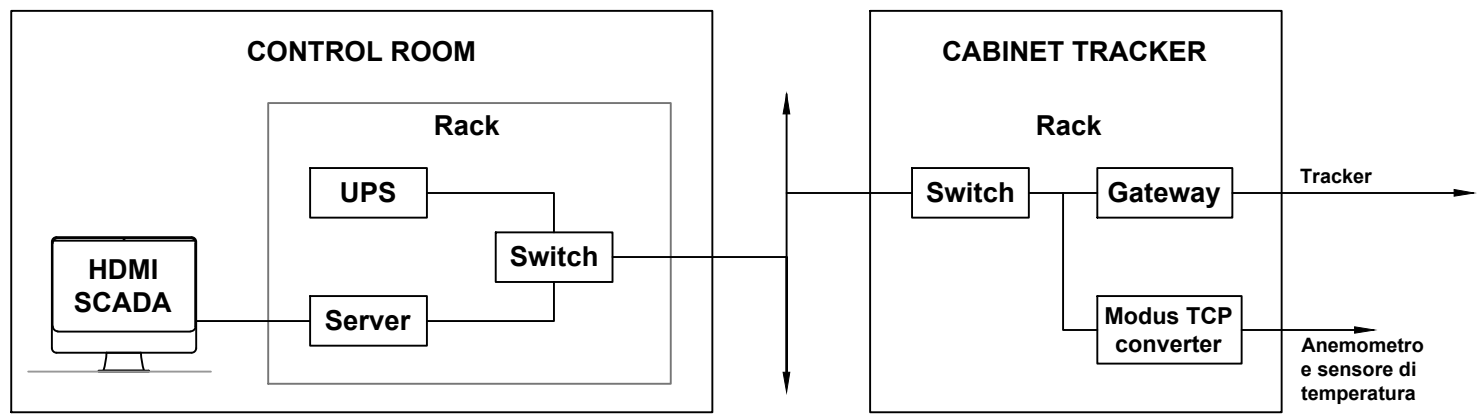 CONTROL ROOM
Rack
UPS
Switch
HDMI
SCADA
Server
CABINET TRACKER
Rack
Switch
Gateway
Tracker
Modus TCP
converter
Anemometro
e sensore di
temperatura